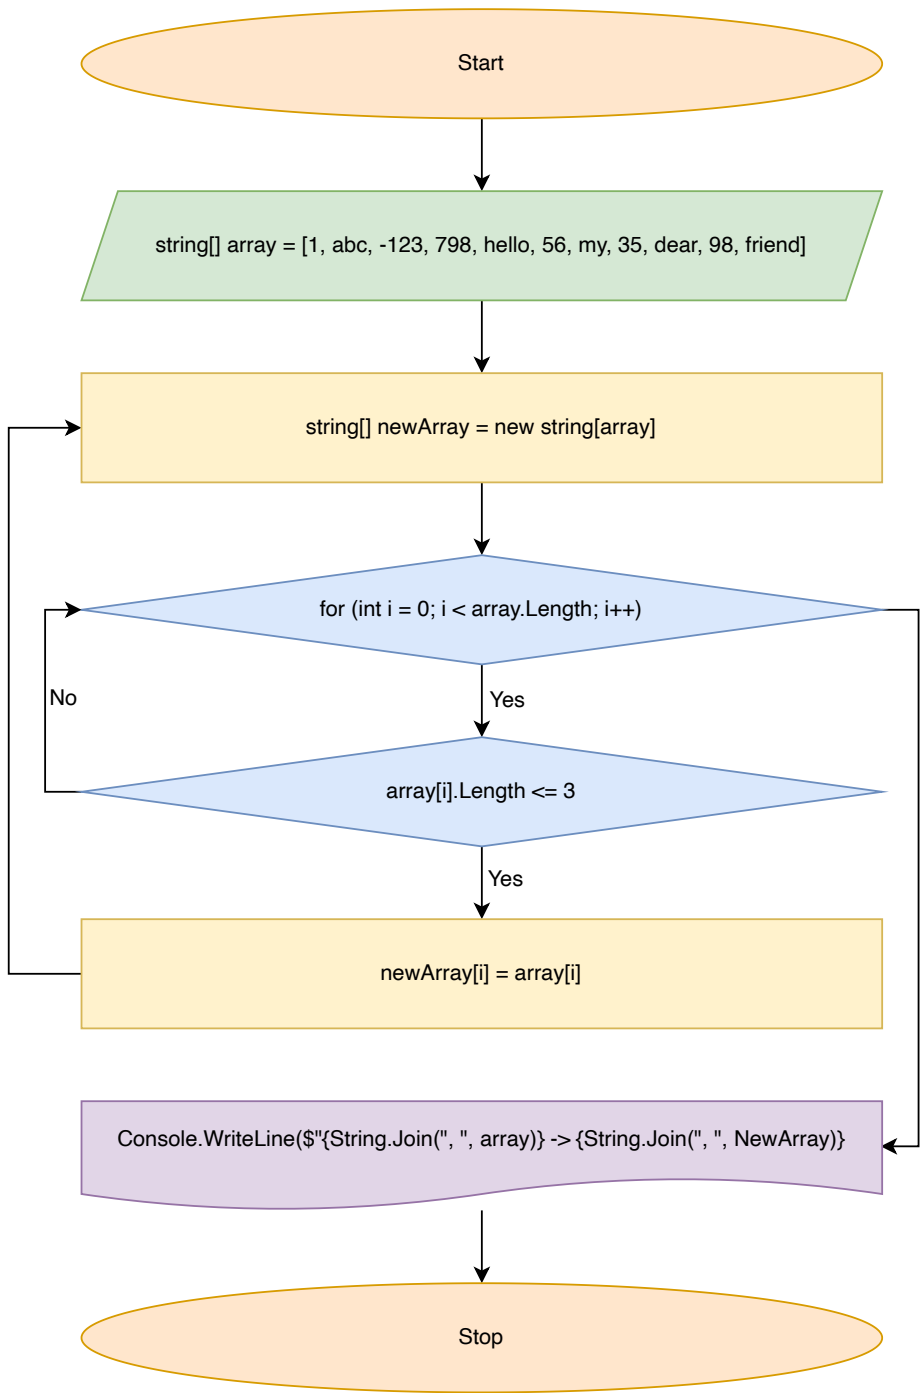 Start
string[] array = [1, abc, -123, 798, hello, 56, my, 35, dear, 98, friend]
string[] newArray = new string[array]
for (int i = 0; i < array.Length; i++)
No
Yes
array[i].Length <= 3
Yes
newArray[i] = array[i]
Console.WriteLine($"{String.Join(", ", array)} -> {String.Join(", ", NewArray)}
Stop